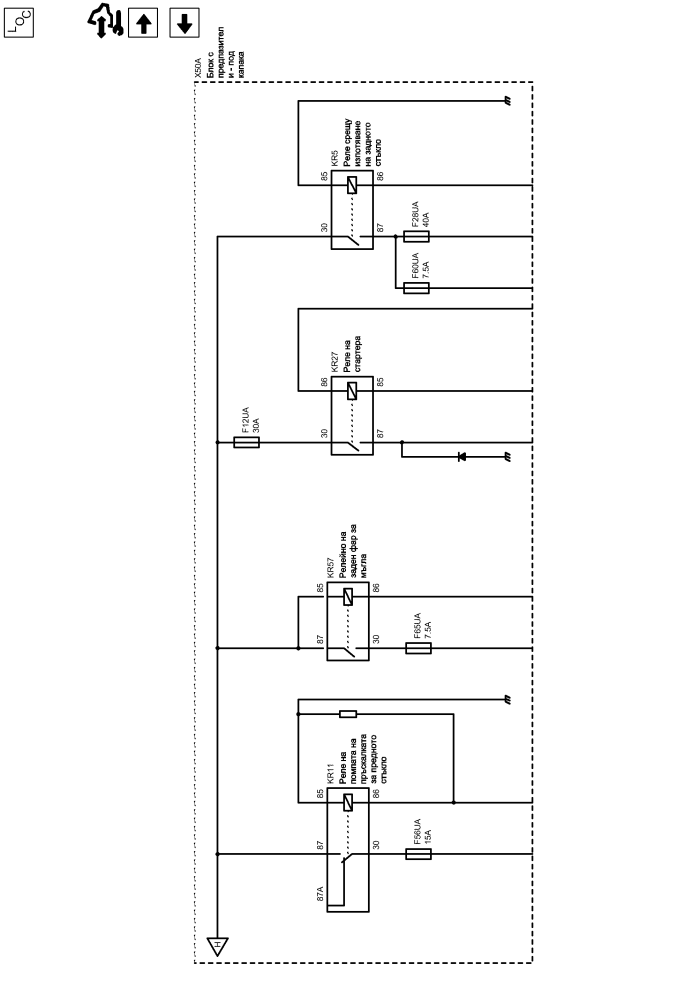 LOC
X50A
Блок с
предпазител
и - под
капака
KR5
Реле срещу
изпотяване
на задното
стъкло
85
86
30
87
F28UA
40A
F60UA
7.5A
KR27
Реле на
стартера
86
85
F12UA
30A
30
87
KR57
Релейно на
заден фар за
мъгла
85
86
87
30
F65UA
7.5A
KR11
Реле на
помпата на
пръскалката
за предното
стъкло
85
86
87
30
F56UA
15A
87A
H